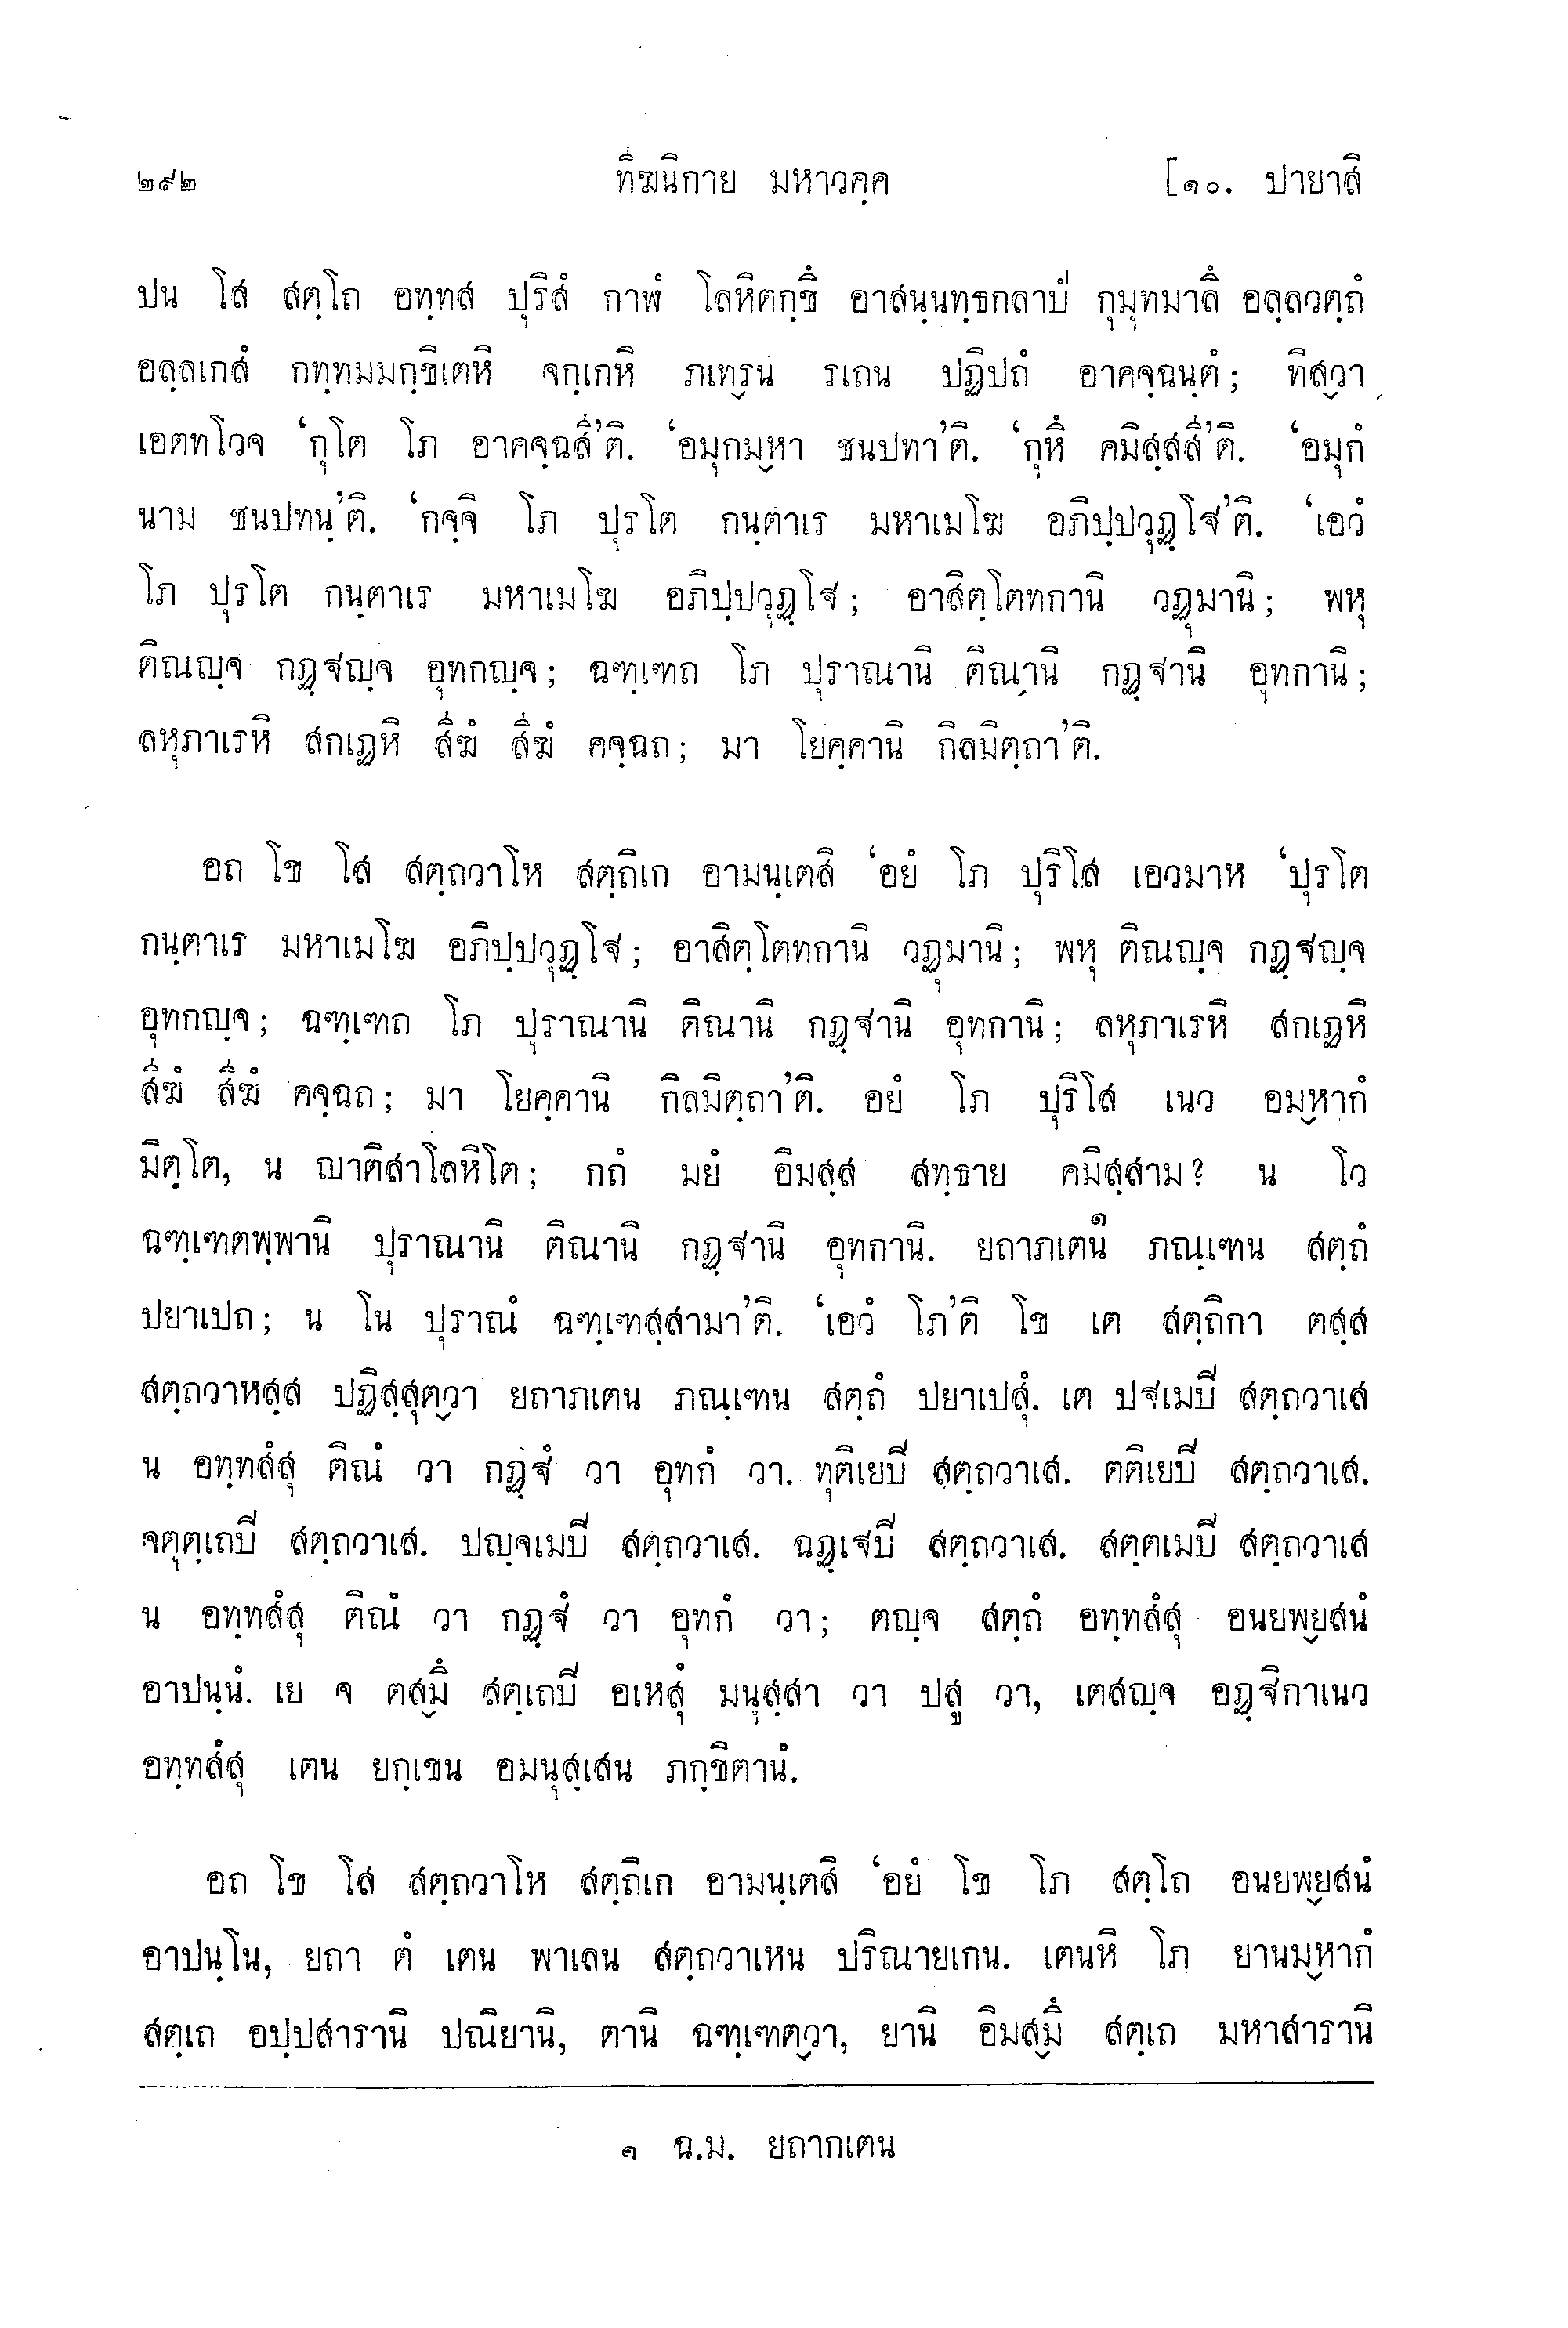 ๒๙๒ ทีฆนิกาย มหาวคฺค [๑๐. ปายาสิ
ปน โส สตฺโถ อทฺทส ปุริสํ กาฬํ โลหิตกฺขึ อาสนฺนทฺธกลาปํ กุมุทมาลึ อลฺลวตฺถํ
อลฺลเกสํ กทฺทมมกฺขิเตหิ จกฺเกหิ ภเทฺรน รเถน ปฏิปถํ อาคจฺฉนฺตํ; ทิสฺวา
เอตทโวจ ‘กุโต โภ อาคจฺฉสี’ติ. ‘อมุกมฺหา ชนปทา’ติ. ‘กุหึ คมิสฺสสี’ติ. ‘อมุกํ
นาม ชนปทนฺ’ติ. ‘กจฺจิ โภ ปุรโต กนฺตาเร มหาเมโฆ อภิปฺปวุฏฺโฐ’ติ. ‘เอวํ
โภ ปุรโต กนฺตาเร มหาเมโฆ อภิปฺปวุฏฺโฐ; อาสิตฺโตทกานิ วฏุมานิ; พหุ
ติณญฺจ กฏฺฐญฺจ อุทกญฺจ; ฉฑฺเฑถ โภ ปุราณานิ ติณานิ กฏฺฐานิ อุทกานิ;
ลหุภาเรหิ สกเฏหิ สีฆํ สีฆํ คจฺฉถ; มา โยคฺคานิ กิลมิตฺถา’ติ.
อถ โข โส สตฺถวาโห สตฺถิเก อามนฺเตสิ ‘อยํ โภ ปุริโส เอวมาห ‘ปุรโต
กนฺตาเร มหาเมโฆ อภิปฺปวุฏฺโฐ; อาสิตฺโตทกานิ วฏุมานิ; พหุ ติณญฺจ กฏฺฐญฺจ
อุทกญฺจ; ฉฑฺเฑถ โภ ปุราณานิ ติณานิ กฏฺฐานิ อุทกานิ; ลหุภาเรหิ สกเฏหิ
สีฆํ สีฆํ คจฺฉถ; มา โยคฺคานิ กิลมิตฺถา’ติ. อยํ โภ ปุริโส เนว อมฺหากํ
มิตฺโต, น ญาติสาโลหิโต; กถํ มยํ อิมสฺส สทฺธาย คมิสฺสาม? น โว
ฉฑฺเฑตพฺพานิ ปุราณานิ ติณานิ กฏฺฐานิ อุทกานิ. ยถาภเตน๑ ภณฺเฑน สตฺถํ
ปยาเปถ; น โน ปุราณํ ฉฑฺเฑสฺสามา’ติ. ‘เอวํ โภ’ติ โข เต สตฺถิกา ตสฺส
สตฺถวาหสฺส ปฏิสฺสุตฺวา ยถาภเตน ภณฺเฑน สตฺถํ ปยาเปสุํ. เต ปฐเมปิ สตฺถวาเส
น อทฺทสํสุ ติณํ วา กฏฺฐํ วา อุทกํ วา. ทุติเยปิ สตฺถวาเส. ตติเยปิ สตฺถวาเส.
จตุตฺเถปิ สตฺถวาเส. ปญฺจเมปิ สตฺถวาเส. ฉฏฺเฐปิ สตฺถวาเส. สตฺตเมปิ สตฺถวาเส
น อทฺทสํสุ ติณํ วา กฏฺฐํ วา อุทกํ วา; ตญฺจ สตฺถํ อทฺทสํสุ อนยพฺยสนํ
อาปนฺนํ. เย จ ตสฺมึ สตฺเถปิ อเหสุํ มนุสฺสา วา ปสู วา, เตสญฺจ อฏฺฐิกาเนว
อทฺทสํสุ เตน ยกฺเขน อมนุสฺเสน ภกฺขิตานํ.
อถ โข โส สตฺถวาโห สตฺถิเก อามนฺเตสิ ‘อยํ โข โภ สตฺโถ อนยพฺยสนํ
อาปนฺโน, ยถา ตํ เตน พาเลน สตฺถวาเหน ปริณายเกน. เตนหิ โภ ยานมฺหากํ
สตฺเถ อปฺปสารานิ ปณิยานิ, ตานิ ฉฑฺเฑตฺวา, ยานิ อิมสฺมึ สตฺเถ มหาสารานิ
๑ ฉ.ม. ยถากเตน